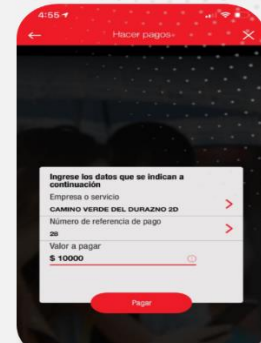 4:55
Hacer pagos
Ingrese los datos que se indican a
continuación
Empresa o servicio
CAMINO VERDE DEL DURAZNO 2D
Número de referencia de pago
28
Valor a pagar
$ 10000
Pagar